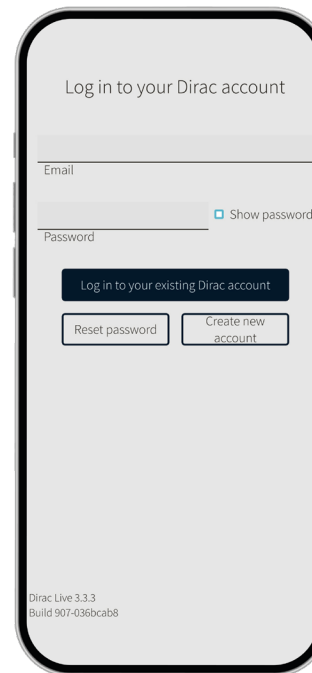 Log in to your Dirac account
Email
Show password
Password
Log in to your existing Dirac account
Reset password
Create new
account
Dirac Live 3.3.3
Build 907-036bcab8